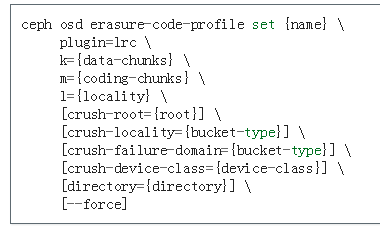 ceph osd erasure-code-profile set {name} \
plugin=lrc \
k={data-chunks} \
m={coding-chunks} \
l={locality} \
[crush-root={root}] \
[crush-locality={bucket-type}] \
[crush-failure-domain={bucket-type}] \
[crush-device-class={device-class}] \
[directory={directory}] \
[--force]